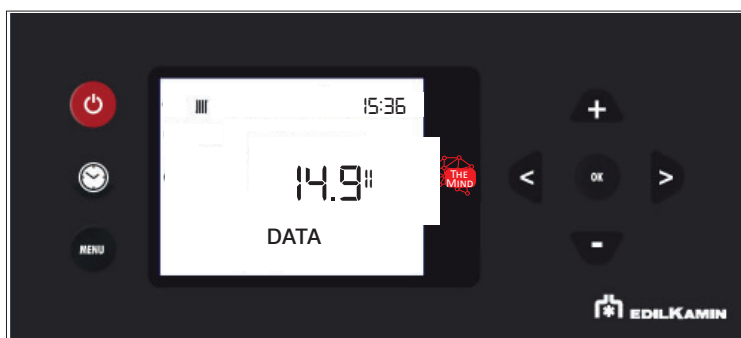 15:36
14.9"
THE
MIND
DATA
MENU
+
<
OK
>
-
EDILKAMIN